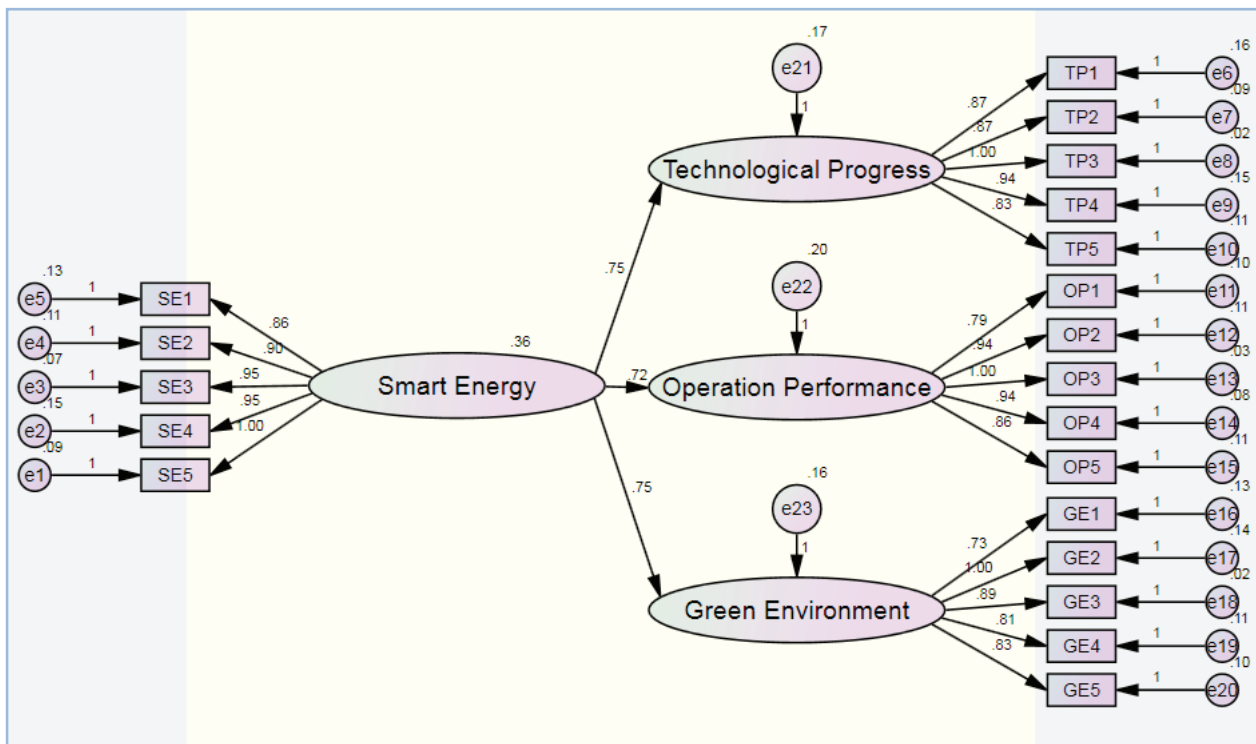 .17
e21
1
Technological Progress
.87
.87
1.00
.94
.83
TP1 1 e6 .16
TP2 1 e7 .09
TP3 1 e8 .02
TP4 1 e9 .15
TP5 1 e10 .11
.75
.20
e22
1
.13
e5 1 SE1
.11
e4 1 SE2
.07
e3 1 SE3
.15
e2 1 SE4
.09
e1 1 SE5
.86
.90
.95
.95
1.00
.36
Smart Energy
.72
Operation Performance
.79
.94
1.00
.94
.86
OP1 1 e11 .10
OP2 1 e12 .11
OP3 1 e13 .03
OP4 1 e14 .08
OP5 1 e15 .11
.75
.16
e23
1
Green Environment
.73
1.00
.89
.81
.83
GE1 1 e16 .13
GE2 1 e17 .14
GE3 1 e18 .02
GE4 1 e19 .11
GE5 1 e20 .10